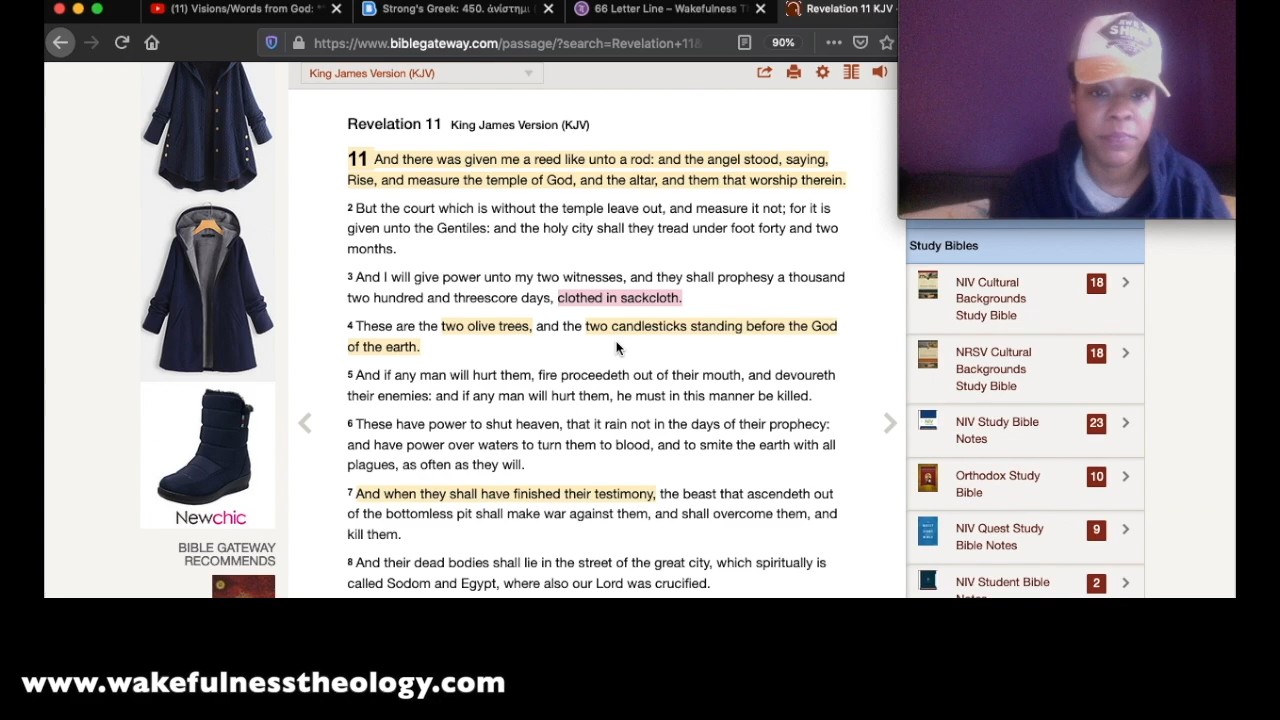 (11) Visions/Words from God:
Strong's Greek: 450. ἀνίστημι
66 Letter Line – Wakefulness T
Revelation 11 KJV
https://www.biblegateway.com/passage/?search=Revelation+11&
90%
King James Version (KJV)
Revelation 11 King James Version (KJV)
11 And there was given me a reed like unto a rod: and the angel stood, saying,
Rise, and measure the temple of God, and the altar, and them that worship therein.
2 But the court which is without the temple leave out, and measure it not; for it is
given unto the Gentiles: and the holy city shall they tread under foot forty and two
months.
3 And I will give power unto my two witnesses, and they shall prophesy a thousand
two hundred and threescore days, clothed in sackcloth.
4 These are the two olive trees, and the two candlesticks standing before the God
of the earth.
5 And if any man will hurt them, fire proceedeth out of their mouth, and devoureth
their enemies: and if any man will hurt them, he must in this manner be killed.
6 These have power to shut heaven, that it rain not in the days of their prophecy:
and have power over waters to turn them to blood, and to smite the earth with all
plagues, as often as they will.
7 And when they shall have finished their testimony, the beast that ascendeth out
of the bottomless pit shall make war against them, and shall overcome them, and
kill them.
8 And their dead bodies shall lie in the street of the great city, which spiritually is
called Sodom and Egypt, where also our Lord was crucified.
Newchic
BIBLE GATEWAY
RECOMMENDS
Study Bibles
NIV Cultural
Backgrounds
Study Bible
18
NRSV Cultural
Backgrounds
Study Bible
18
NIV Study Bible
Notes
23
Orthodox Study
Bible
10
NIV Quest Study
Bible Notes
9
NIV Student Bible
2
www.wakefulnesstheology.com